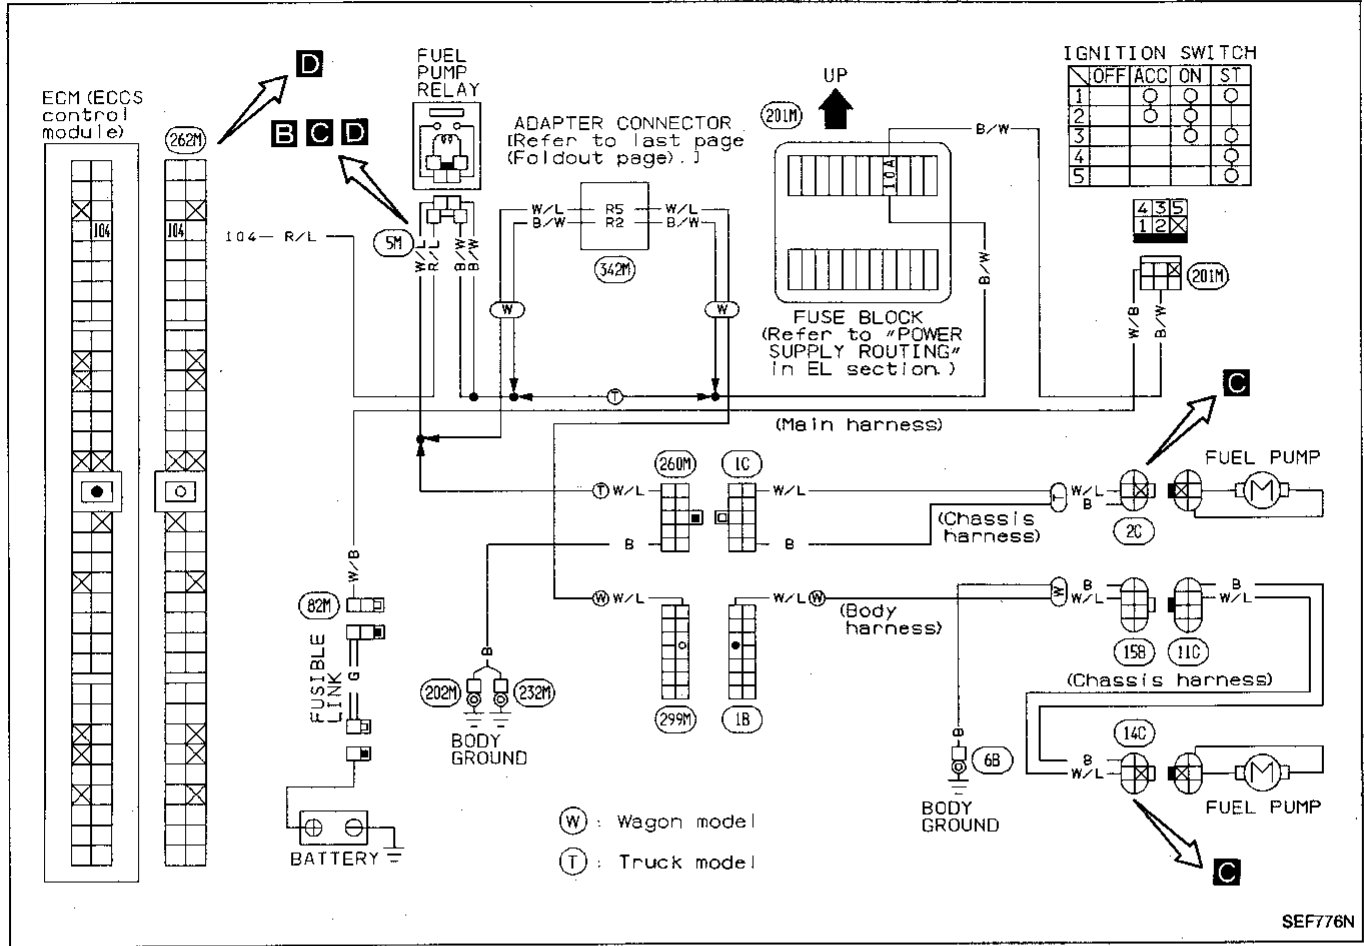 FUEL
PUMP
RELAY
ECM (ECCS
control
module)
262M
D
B C D
ADAPTER CONNECTOR
[Refer to last page
(Foldout page).]
UP
201M
10A
B/W
IGNITION SWITCH
OFF ACC ON ST
1
2
3
4
5
4 3 5
1 2
201M
104
104
104 R/L
5M
W/L
R/L
B/W
B/W
W/L R5 W/L
B/W R2 B/W
342M
W
W
B/W
FUSE BLOCK
(Refer to "POWER
SUPPLY ROUTING"
in EL section.)
W/B
B/W
T
(Main harness)
C
260M
1C
T W/L
W/L
T
W/L
B
FUEL PUMP
M
(Chassis
harness)
2C
B
B
W/B
82M
FUSIBLE
LINK
G
W W/L
W/L W
(Body
harness)
W
B
W/L
B
W/L
15B
11C
(Chassis harness)
B
202M
232M
BODY
GROUND
299M
1B
B
6B
BODY
GROUND
14C
B
W/L
M
FUEL PUMP
C
BATTERY
W : Wagon model
T : Truck model
SEF776N